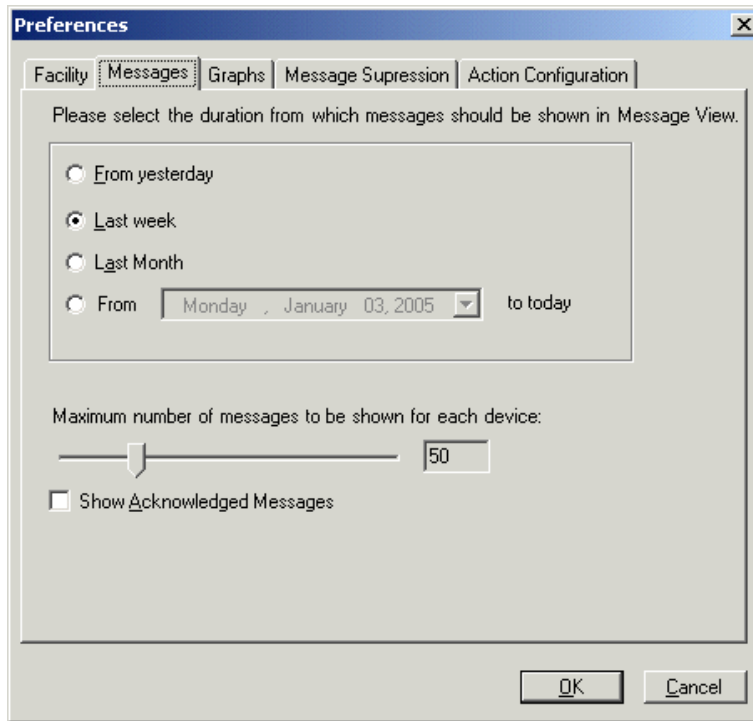 Preferences
Facility Messages Graphs Message Supression Action Configuration
Please select the duration from which messages should be shown in Message View.
From yesterday
Last week
Last Month
From Monday , January 03, 2005 to today
Maximum number of messages to be shown for each device:
50
Show Acknowledged Messages
OK Cancel